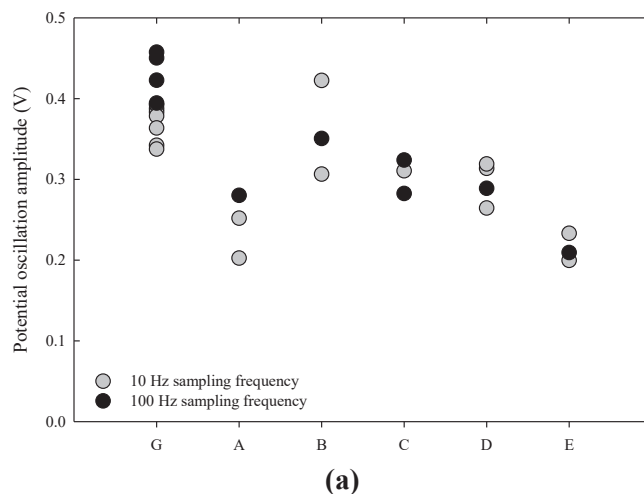 0.5
0.4
0.3
0.2
0.1
0.0
Potential oscillation amplitude (V)
10 Hz sampling frequency
100 Hz sampling frequency
G A B C D E
(a)